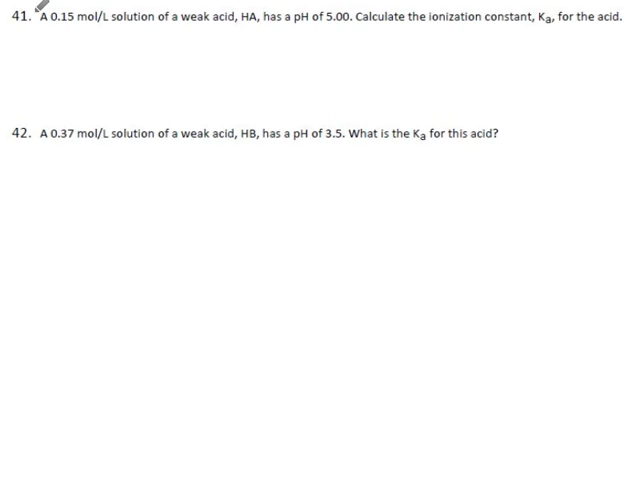 41. A 0.15 mol/L solution of a weak acid, HA, has a pH of 5.00. Calculate the ionization constant, Ka, for the acid.
42. A 0.37 mol/L solution of a weak acid, HB, has a pH of 3.5. What is the Ka for this acid?